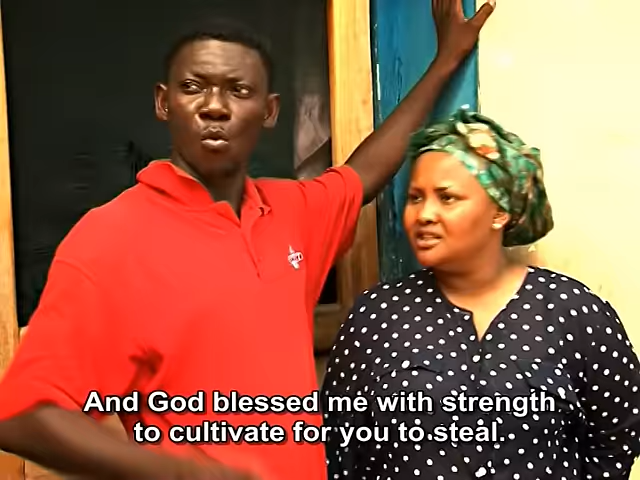 And God blessed me with strength
to cultivate for you to steal.